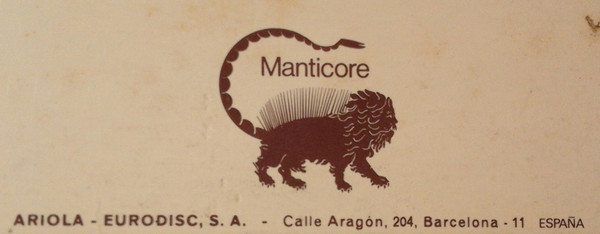 Manticore
ARIOLA - EURODISC, S. A. - Calle Aragón, 204, Barcelona - 11 ESPAÑA